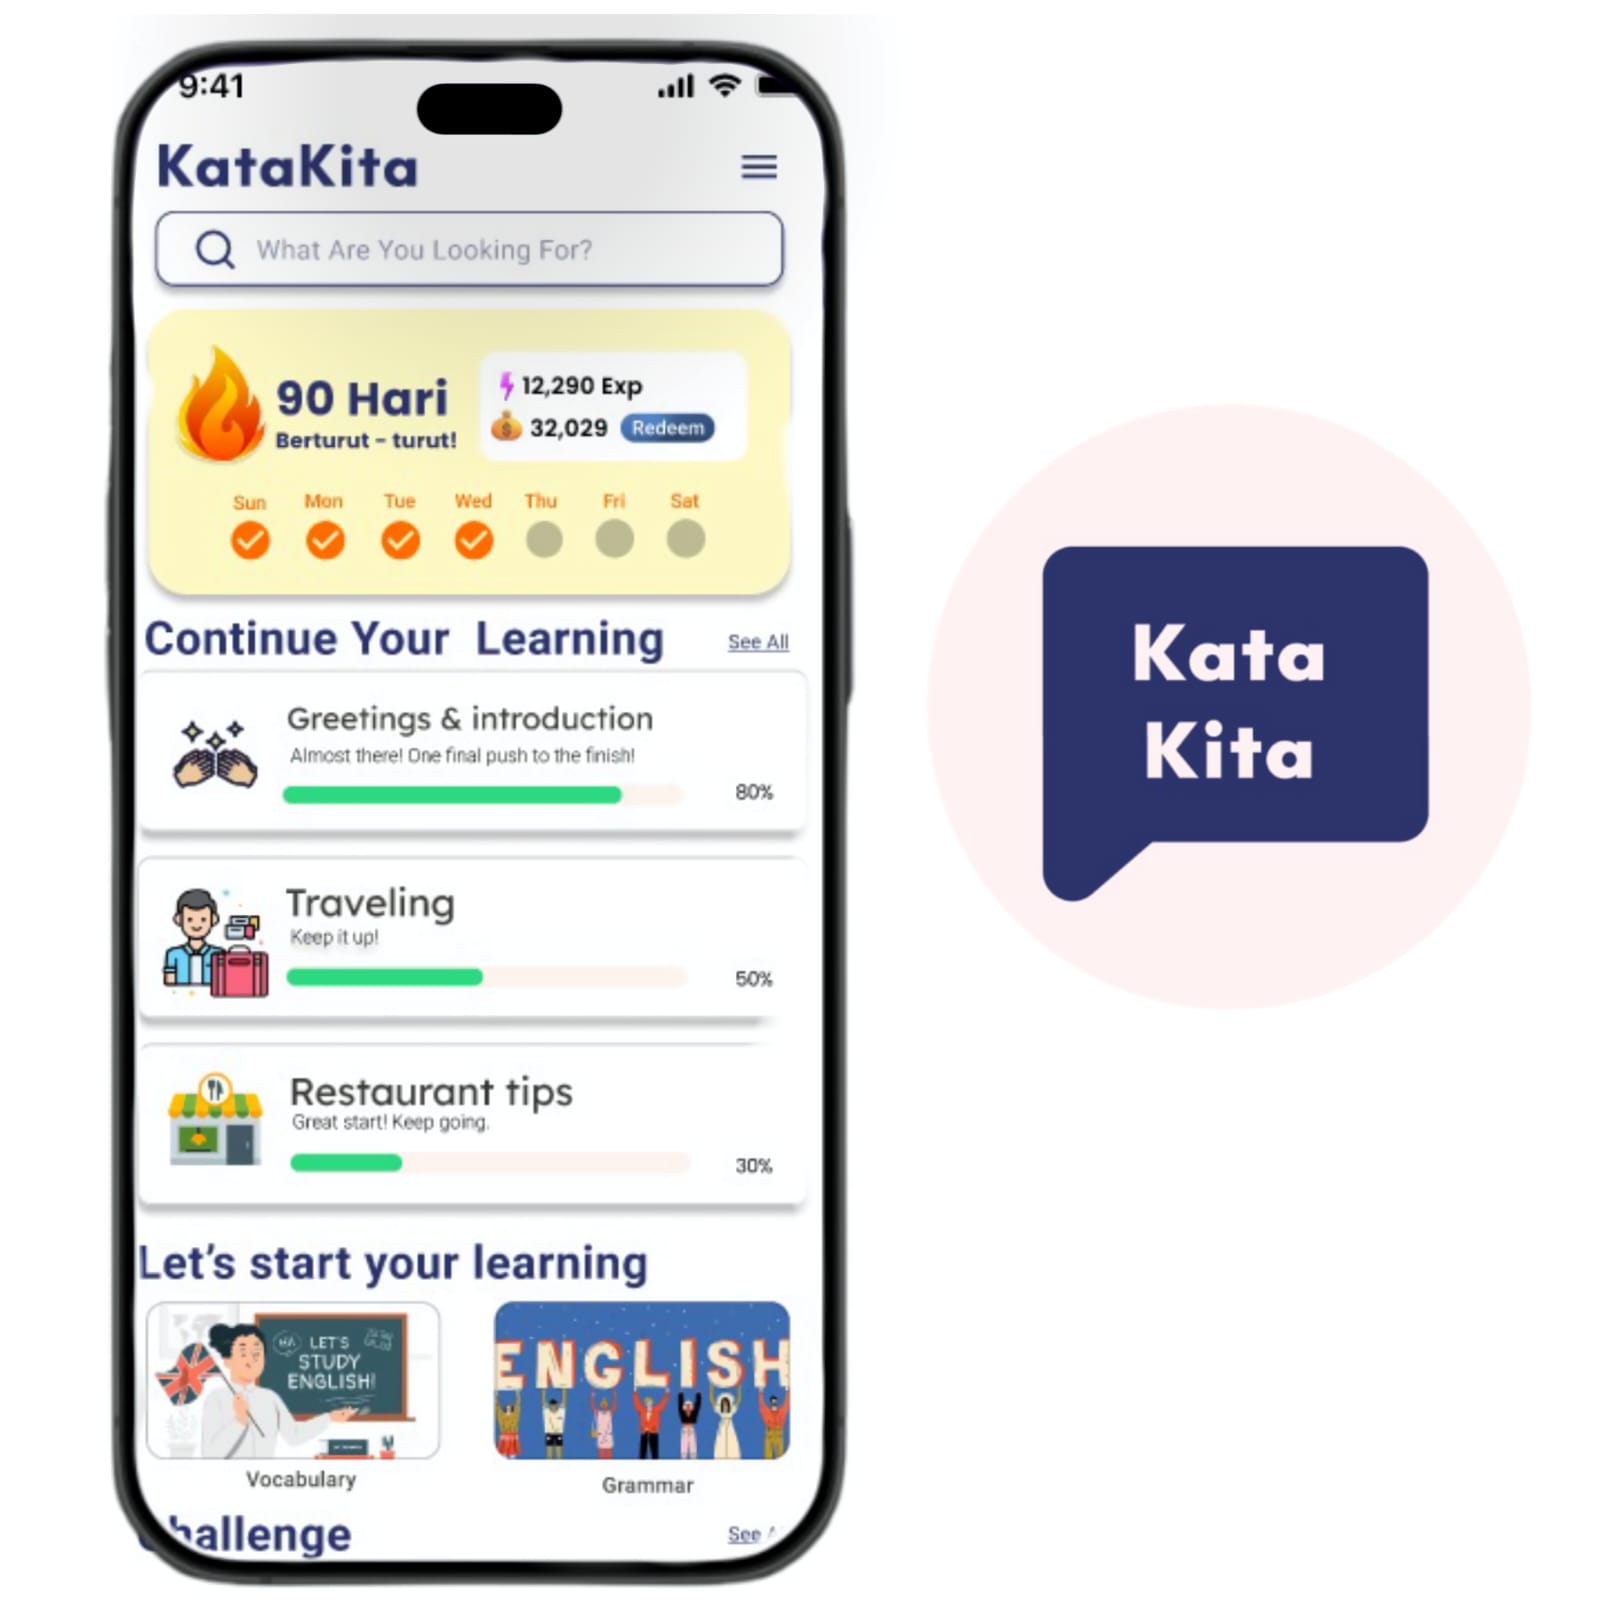 9:41
KataKita
What Are You Looking For?
90 Hari
Berturut - turut!
12,290 Exp
32,029 Redeem
Sun Mon Tue Wed Thu Fri Sat
Continue Your Learning See All
Greetings & introduction
Almost there! One final push to the finish!
80%
Traveling
Keep it up!
50%
Restaurant tips
Great start! Keep going.
30%
Let's start your learning
LET'S
STUDY
ENGLISH!
ENGLISH
Vocabulary
Grammar
Challenge See
Kata
Kita